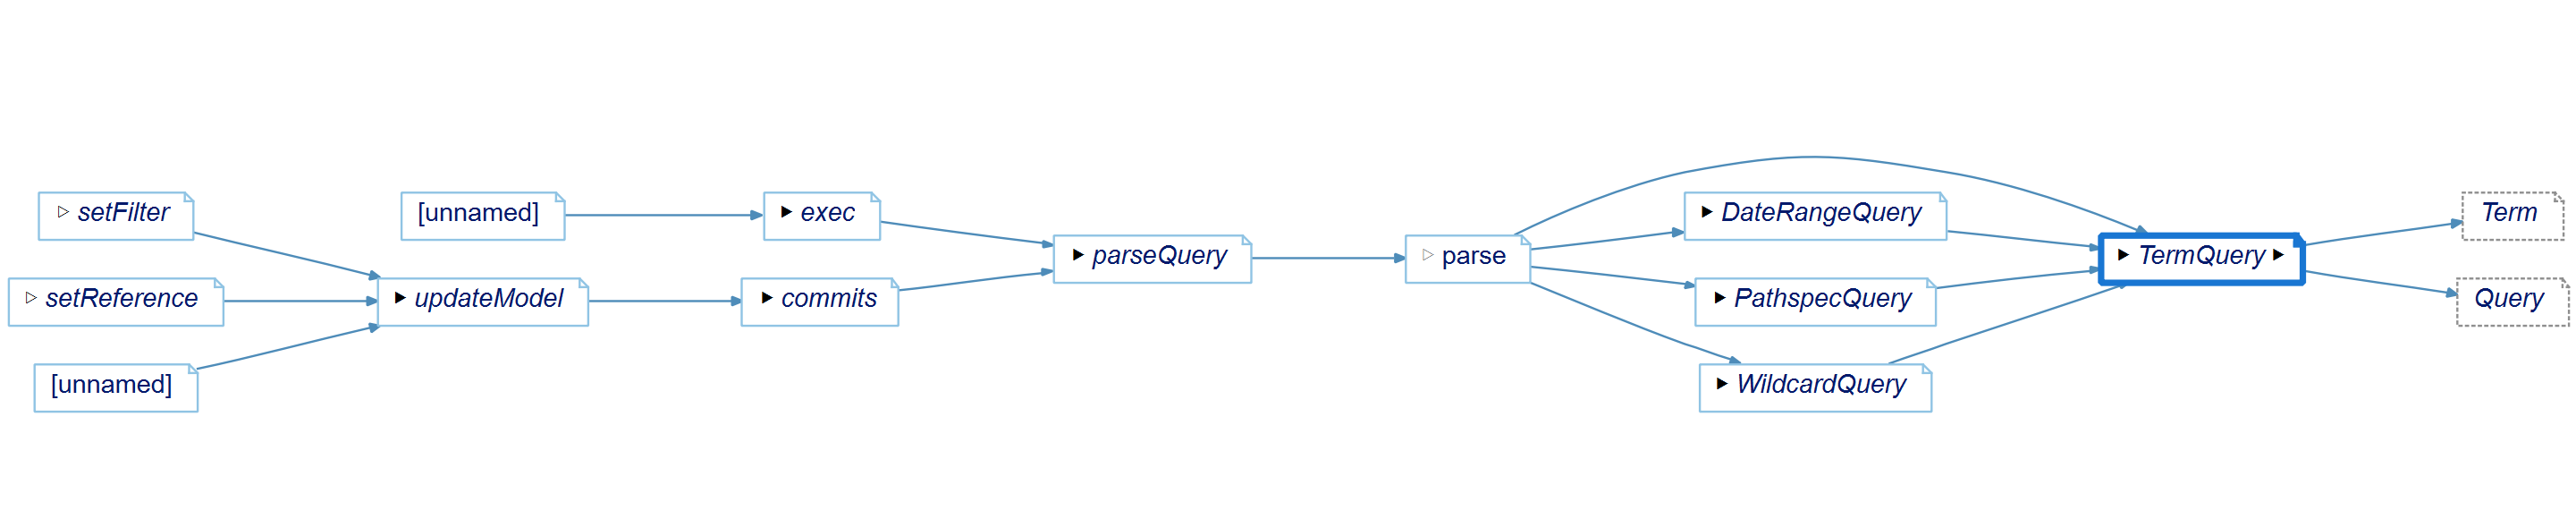 setFilter
setReference
[unnamed]
[unnamed]
updateModel
exec
commits
parseQuery
parse
DateRangeQuery
PathspecQuery
WildcardQuery
TermQuery
Term
Query